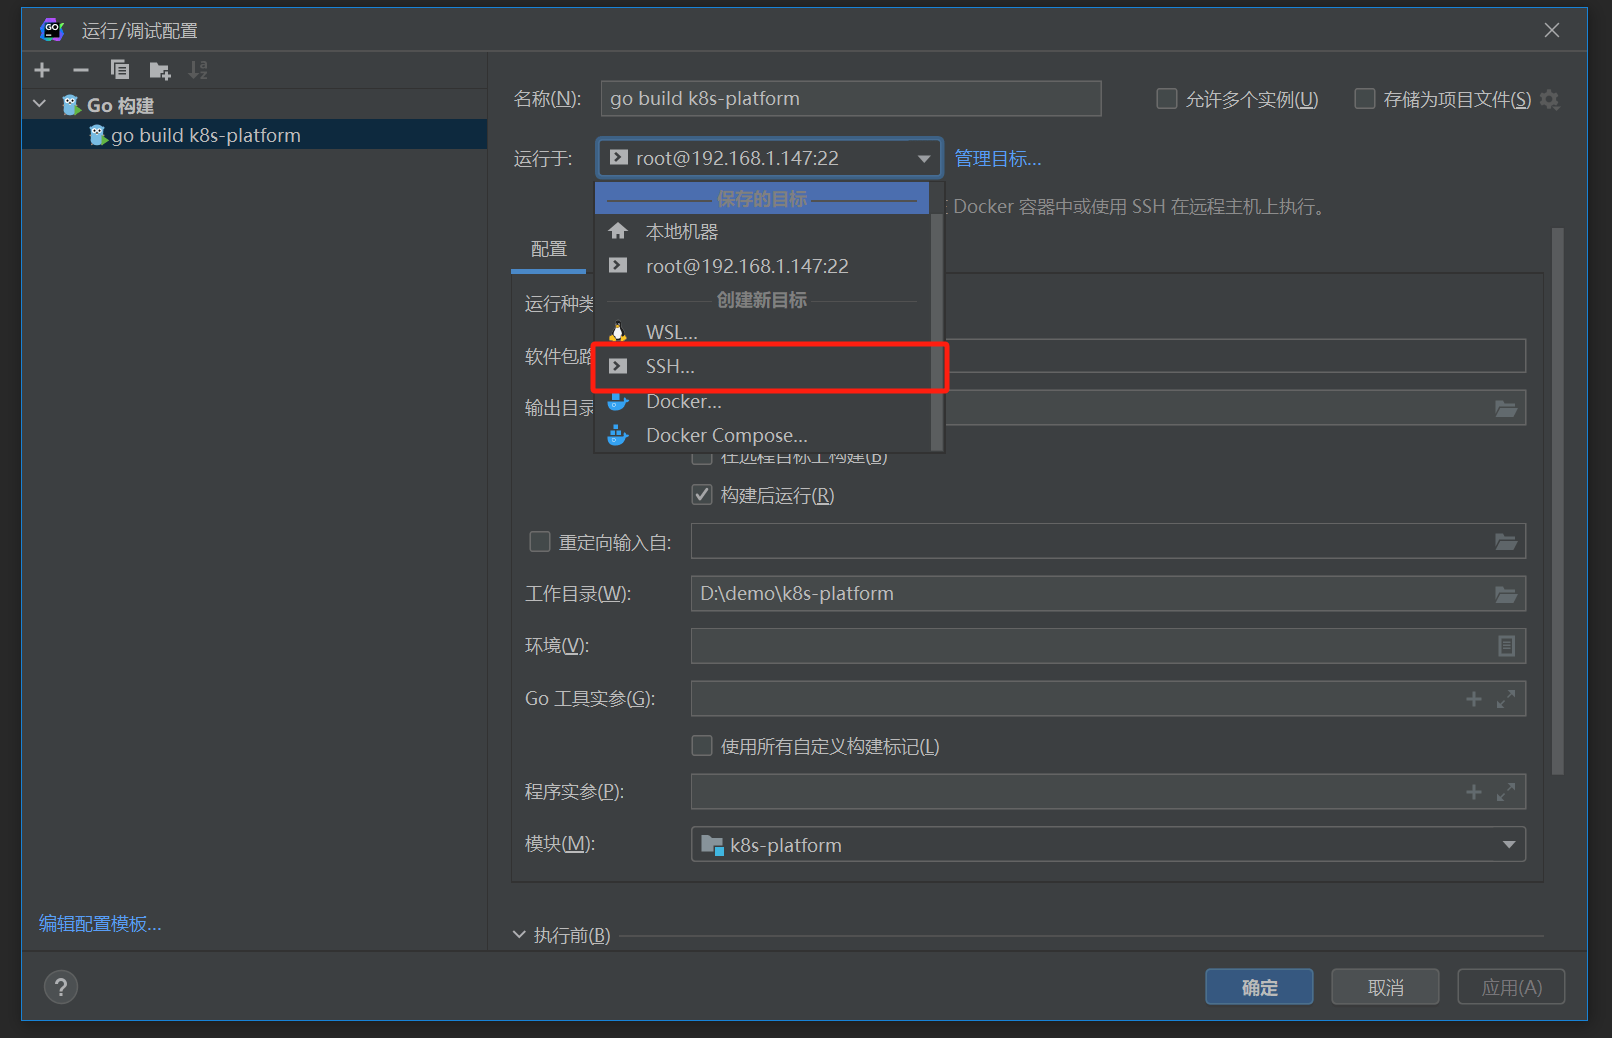 运行/调试配置
Go 构建
go build k8s-platform
名称(N):
go build k8s-platform
允许多个实例(U)
存储为项目文件(S)
运行于:
root@192.168.1.147:22
管理目标...
保存的目标
Docker 容器中或使用 SSH 在远程主机上执行。
本地机器
配置
root@192.168.1.147:22
创建新目标
运行种类
WSL...
软件包路
SSH...
输出目录
Docker...
Docker Compose...
在远程目标上构建(B)
构建后运行(R)
重定向输入自:
工作目录(W):
D:\demo\k8s-platform
环境(V):
Go 工具实参(G):
使用所有自定义构建标记(L)
程序实参(P):
模块(M):
k8s-platform
编辑配置模板...
执行前(B)
?
确定
取消
应用(A)